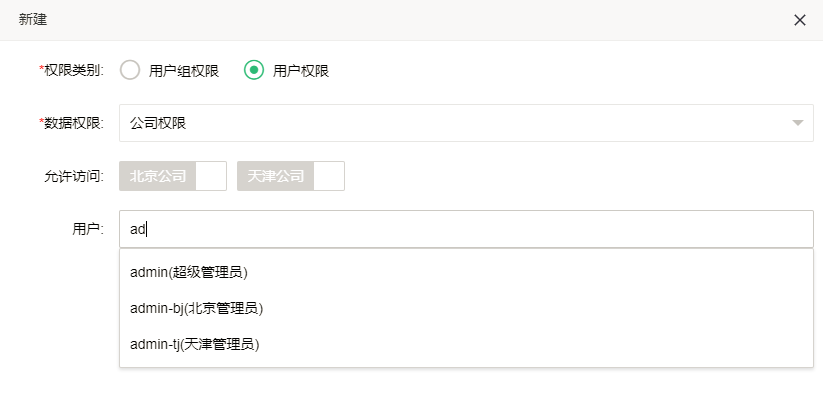 新建
*权限类别: 用户组权限 用户权限
*数据权限: 公司权限
允许访问: 北京公司 天津公司
用户: ad
admin(超级管理员)
admin-bj(北京管理员)
admin-tj(天津管理员)